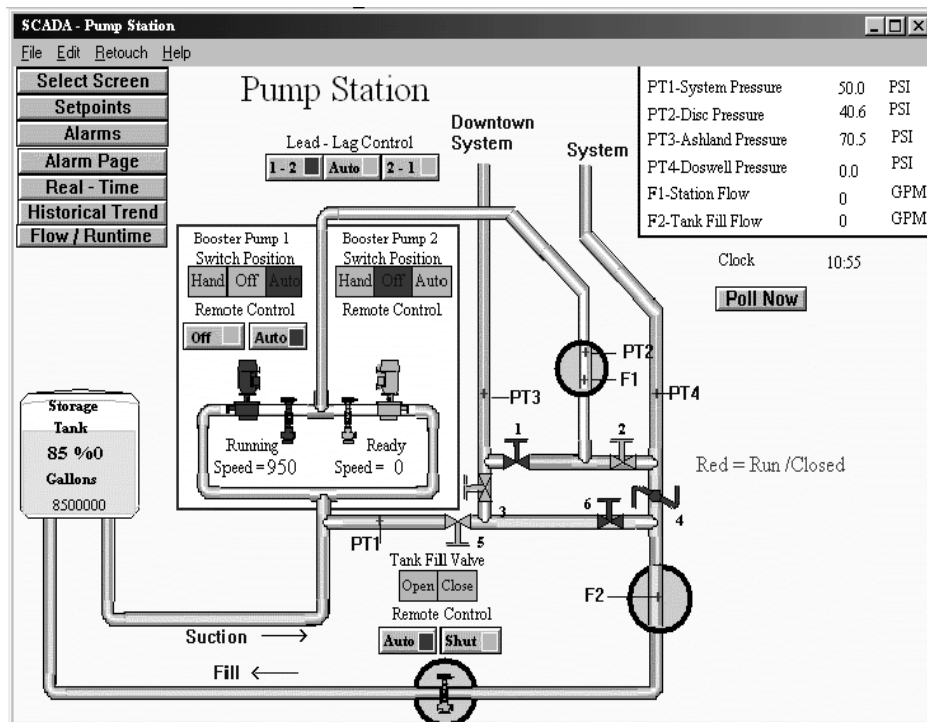 SCADA - Pump Station
File Edit Retouch Help
Select Screen
Setpoints
Alarms
Alarm Page
Real - Time
Historical Trend
Flow / Runtime
Pump Station
Lead - Lag Control
1 - 2 Auto 2 - 1
Downtown
System
System
PT1-System Pressure 50.0 PSI
PT2-Disc Pressure 40.6 PSI
PT3-Ashland Pressure 70.5 PSI
PT4-Doswell Pressure 0.0 PSI
F1-Station Flow 0 GPM
F2-Tank Fill Flow 0 GPM
Clock 10:55
Poll Now
Booster Pump 1
Switch Position
Hand Off Auto
Remote Control
Off Auto
Booster Pump 2
Switch Position
Hand Off Auto
Remote Control
Running
Speed = 950
Ready
Speed = 0
PT2
F1
PT3
PT4
1
2
Red = Run /Closed
3
6
4
5
PT1
Storage
Tank
85 %0
Gallons
8500000
Tank Fill Valve
Open Close
Remote Control
Auto Shut
F2
Suction
Fill